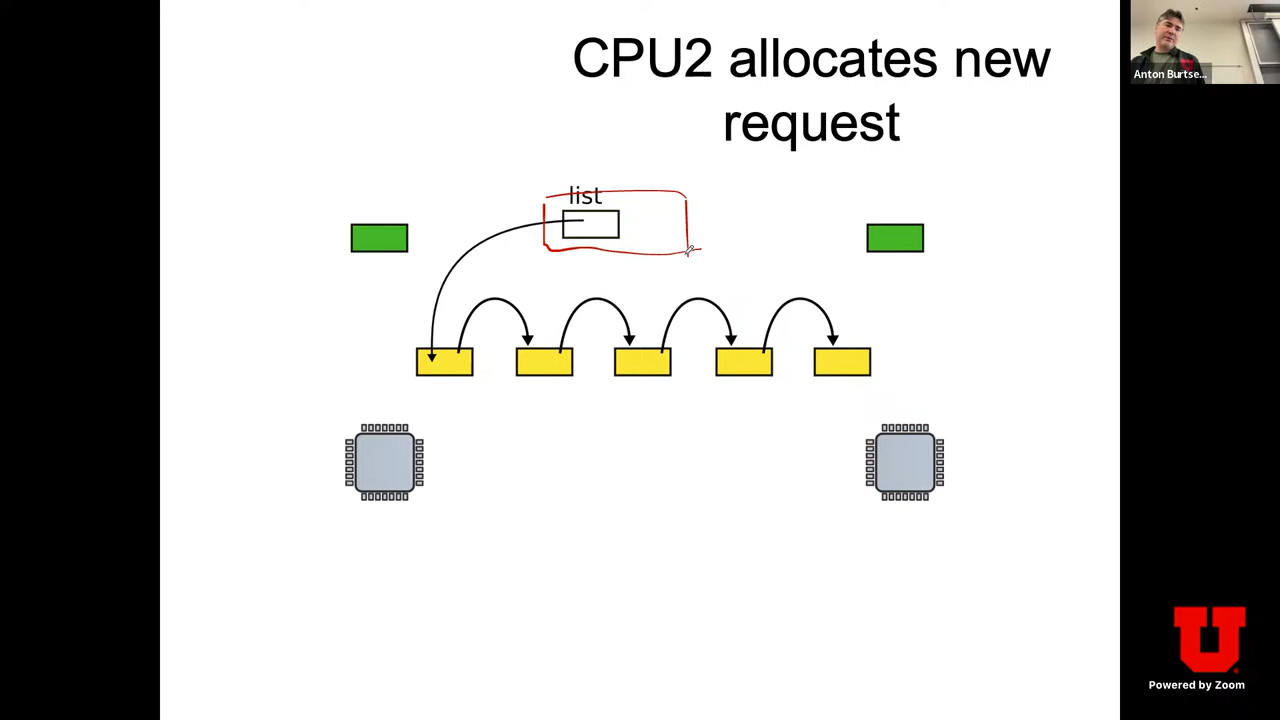 CPU2 allocates new
request
list
Anton Burtse...
U
Powered by Zoom